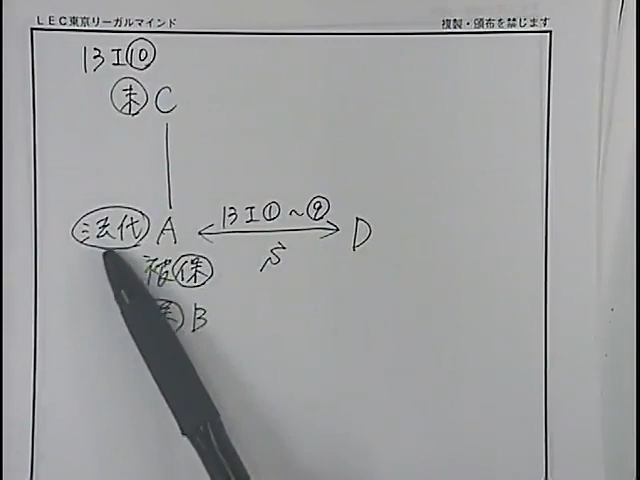 LEC東京リーガルマインド
複製・頒布を禁じます
13 I ⑩
未 C
法代 A
13 I ① ~ ⑨
D
被保
B